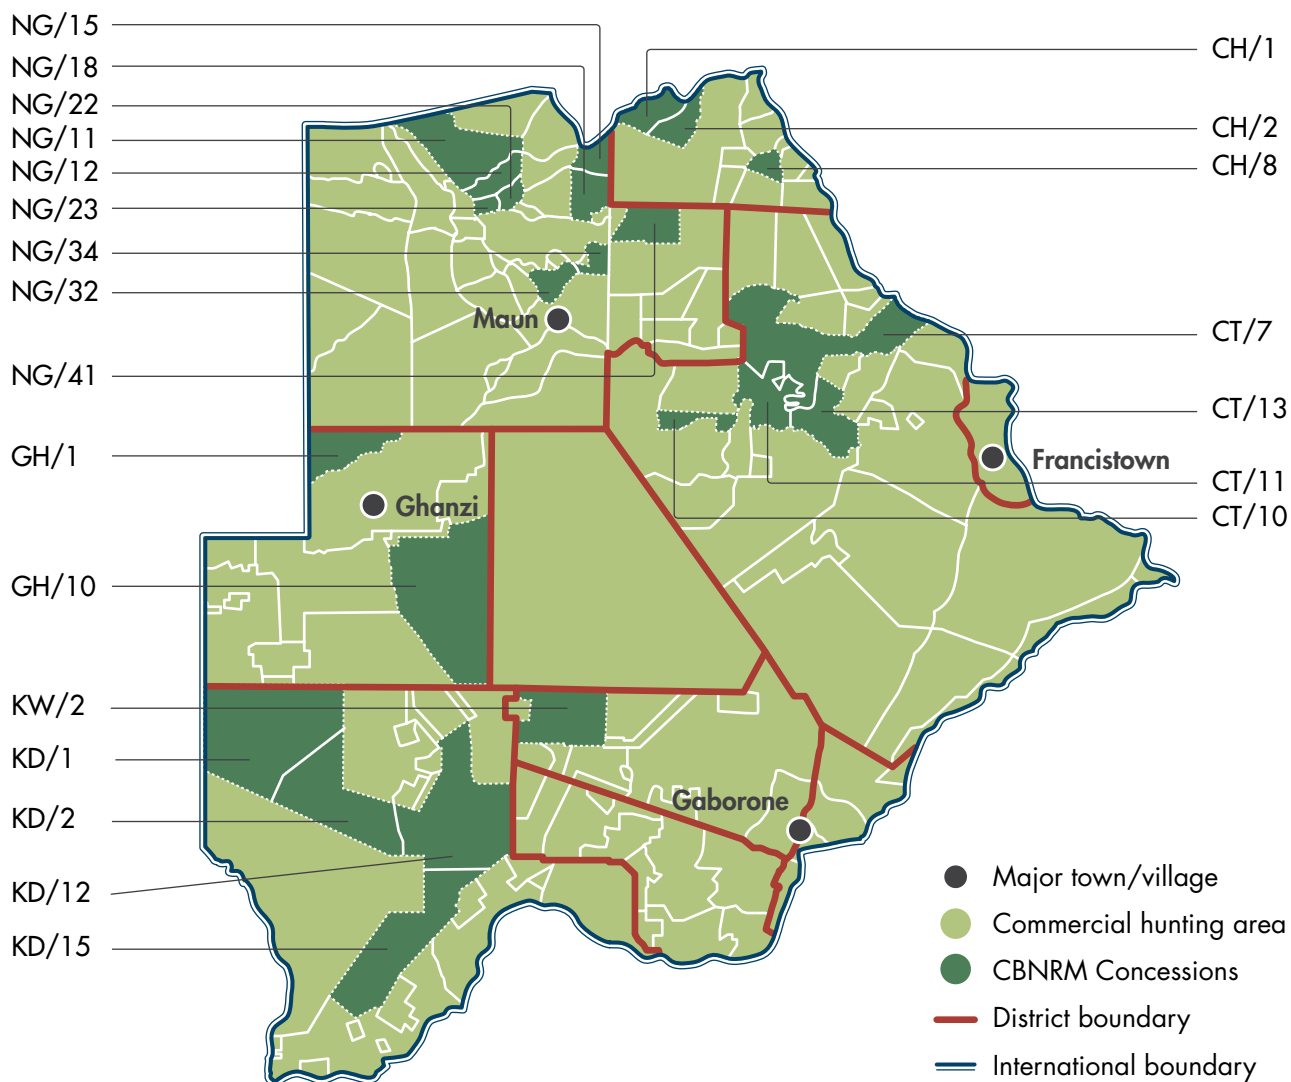 NG/15
NG/18
NG/22
NG/11
NG/12
NG/23
NG/34
NG/32
NG/41
GH/1
GH/10
KW/2
KD/1
KD/2
KD/12
KD/15
CH/1
CH/2
CH/8
CT/7
CT/13
CT/11
CT/10
Maun
Francistown
Ghanzi
Gaborone
Major town/village
Commercial hunting area
CBNRM Concessions
District boundary
International boundary